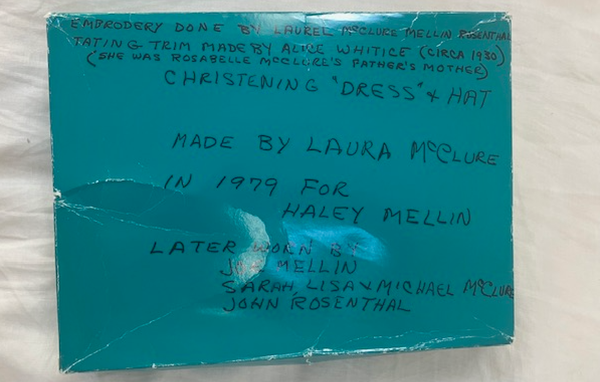 EMBRODERY DONE BY LAUREL McCLURE MELLIN ROSENTHAL
TATING TRIM MADE BY ALICE WHITICE (CIRCA 1930)
(SHE WAS ROSABELLE McCLURE'S FATHER'S MOTHER)
CHRISTENING "DRESS" & HAT
MADE BY LAURA McCLURE
IN 1979 FOR
HALEY MELLIN
LATER WORN BY
MELLIN
SARAH, LISA & MICHAEL McCLURE
JOHN ROSENTHAL